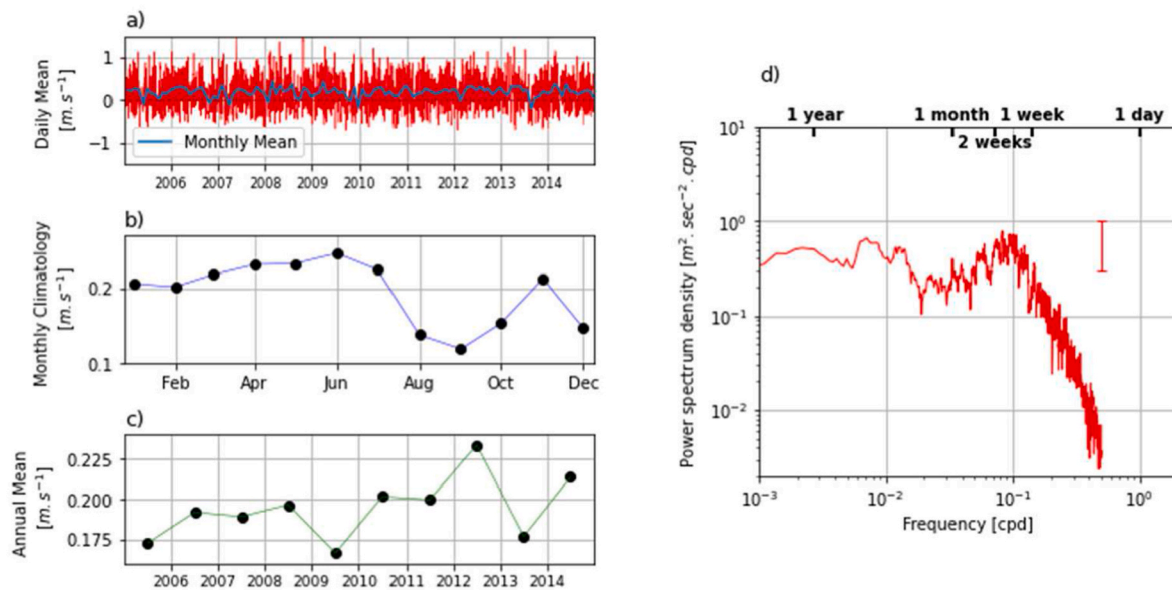 a)
Daily Mean
[m.s⁻¹]
1
0
−1
Monthly Mean
2006 2007 2008 2009 2010 2011 2012 2013 2014
b)
Monthly Climatology
[m.s⁻¹]
0.2
0.1
Feb Apr Jun Aug Oct Dec
c)
Annual Mean
[m.s⁻¹]
0.225
0.200
0.175
2006 2007 2008 2009 2010 2011 2012 2013 2014
d)
1 year 1 month 1 week 1 day
2 weeks
Power spectrum density [m².sec⁻².cpd]
10¹
10⁰
10⁻¹
10⁻²
10⁻³ 10⁻² 10⁻¹ 10⁰
Frequency [cpd]